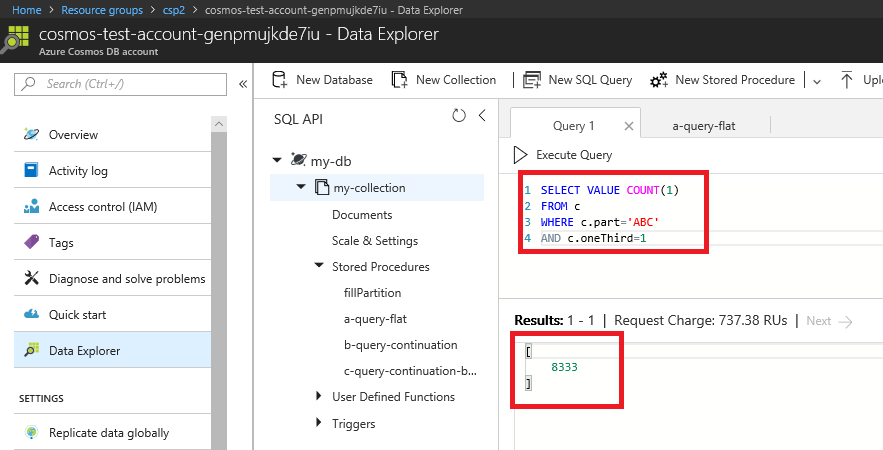 Home > Resource groups > csp2 > cosmos-test-account-genpmujkde7iu - Data Explorer
cosmos-test-account-genpmujkde7iu - Data Explorer
Azure Cosmos DB account
Search (Ctrl+/)
«
Overview
Activity log
Access control (IAM)
Tags
Diagnose and solve problems
Quick start
Data Explorer
SETTINGS
Replicate data globally
New Database
New Collection
New SQL Query
New Stored Procedure
Uplo
SQL API
my-db
my-collection
Documents
Scale & Settings
Stored Procedures
fillPartition
a-query-flat
b-query-continuation
c-query-continuation-b...
User Defined Functions
Triggers
Query 1
a-query-flat
Execute Query
1 SELECT VALUE COUNT(1)
2 FROM c
3 WHERE c.part='ABC'
4 AND c.oneThird=1
Results: 1 - 1 | Request Charge: 737.38 RUs | Next
[
8333
]